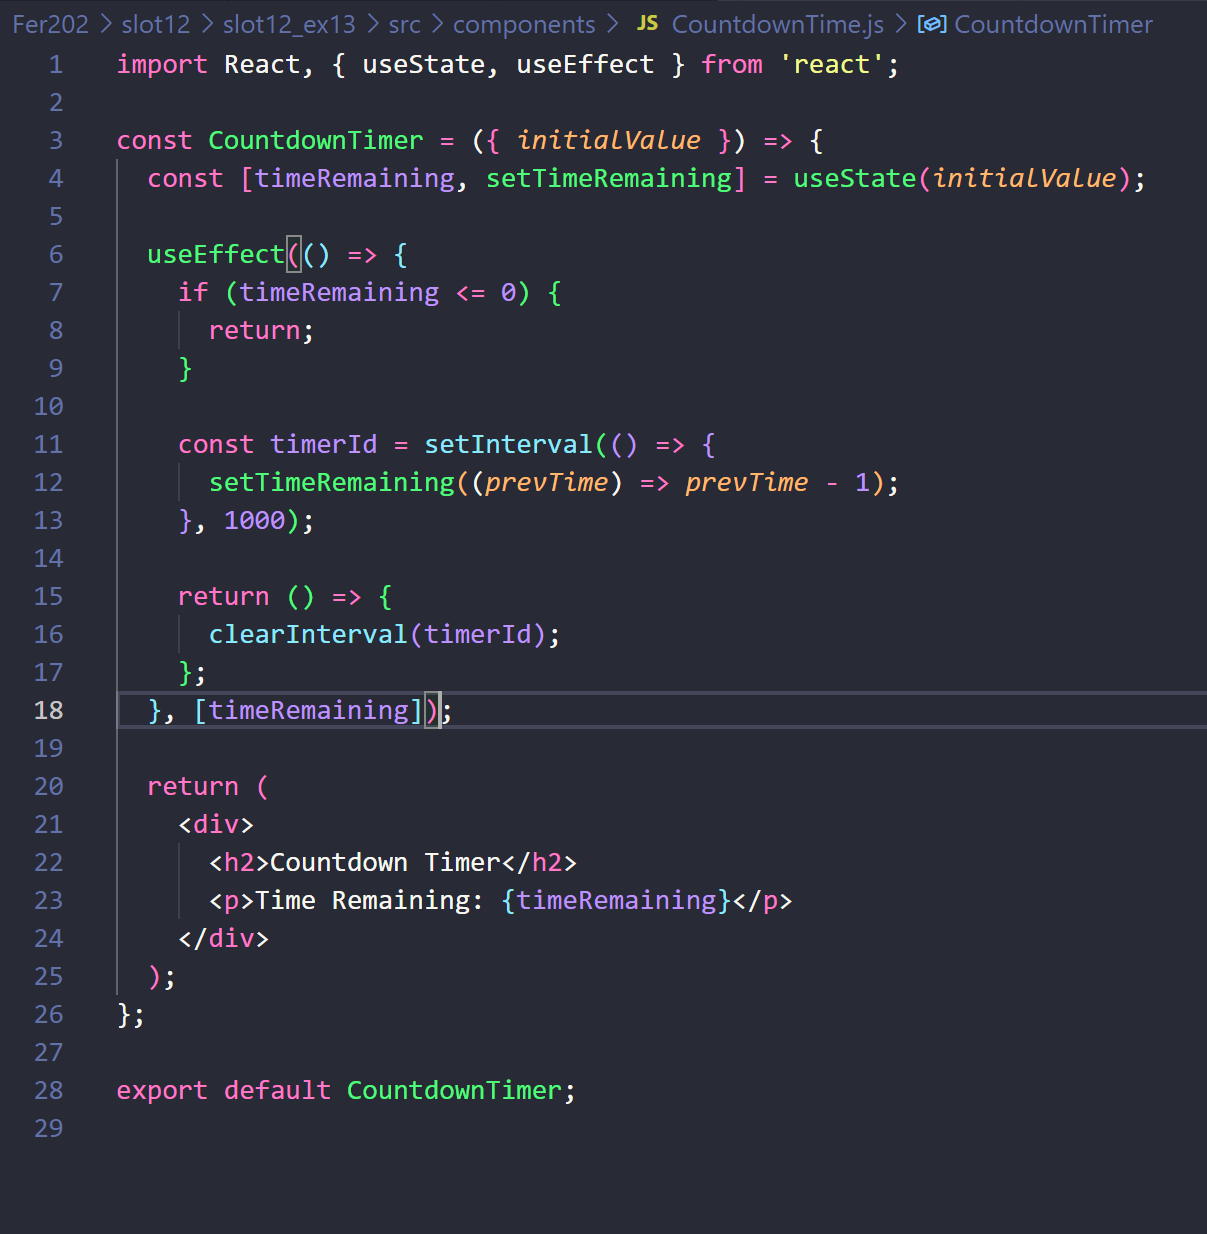 Fer202 > slot12 > slot12_ex13 > src > components > JS CountdownTime.js > CountdownTimer
1 import React, { useState, useEffect } from 'react';
2
3 const CountdownTimer = ({ initialValue }) => {
4   const [timeRemaining, setTimeRemaining] = useState(initialValue);
5
6   useEffect(() => {
7     if (timeRemaining <= 0) {
8       return;
9     }
10
11     const timerId = setInterval(() => {
12       setTimeRemaining((prevTime) => prevTime - 1);
13     }, 1000);
14
15     return () => {
16       clearInterval(timerId);
17     };
18   }, [timeRemaining]);
19
20   return (
21     <div>
22       <h2>Countdown Timer</h2>
23       <p>Time Remaining: {timeRemaining}</p>
24     </div>
25   );
26 };
27
28 export default CountdownTimer;
29